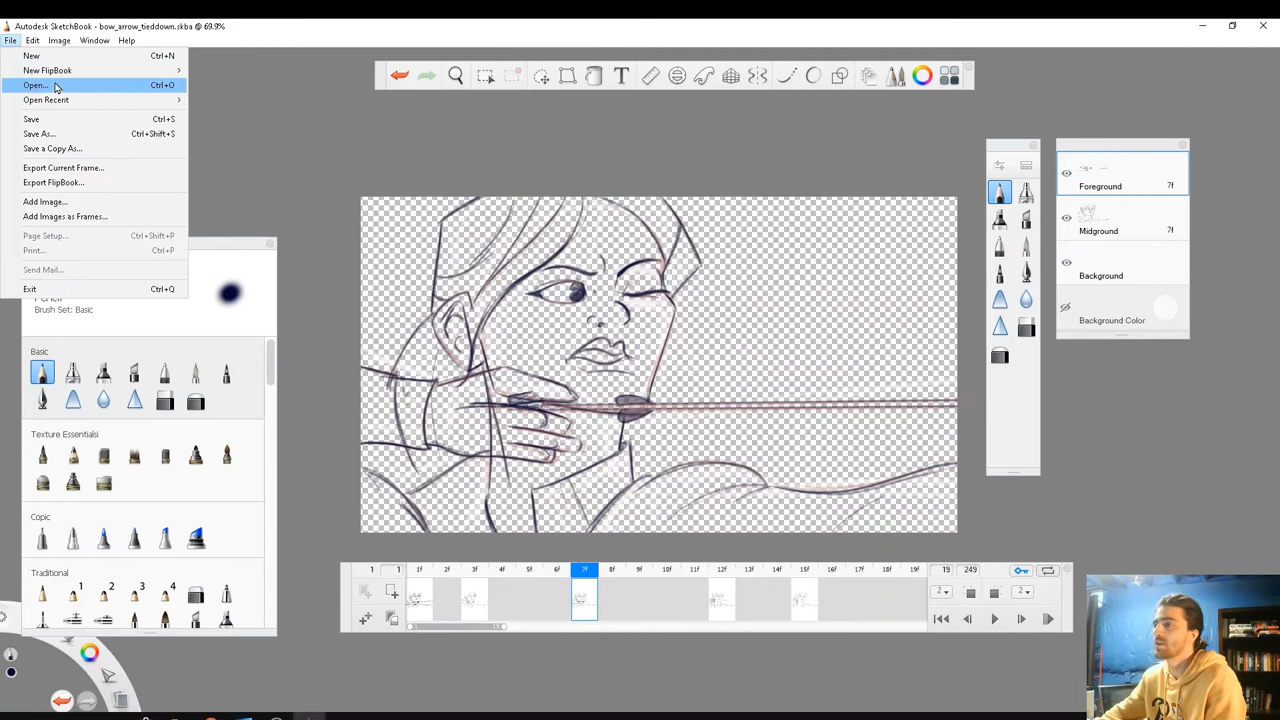 Autodesk SketchBook - bow_arrow_tieddown.skba @ 69.9%
File Edit Image Window Help
New Ctrl+N
New FlipBook
Open... Ctrl+O
Open Recent
Save Ctrl+S
Save As... Ctrl+Shift+S
Save a Copy As...
Export Current Frame...
Export FlipBook...
Add Image...
Add Images as Frames...
Page Setup... Ctrl+Shift+P
Print... Ctrl+P
Send Mail...
Exit Ctrl+Q
Brush Set: Basic
Basic
Texture Essentials
Copic
Traditional
1 2 3 4
Foreground 7f
Midground 7f
Background
Background Color
1 1 1f 2f 3f 4f 5f 6f 7f 8f 9f 10f 11f 12f 13f 14f 15f 16f 17f 18f 19f 19 249
2 2